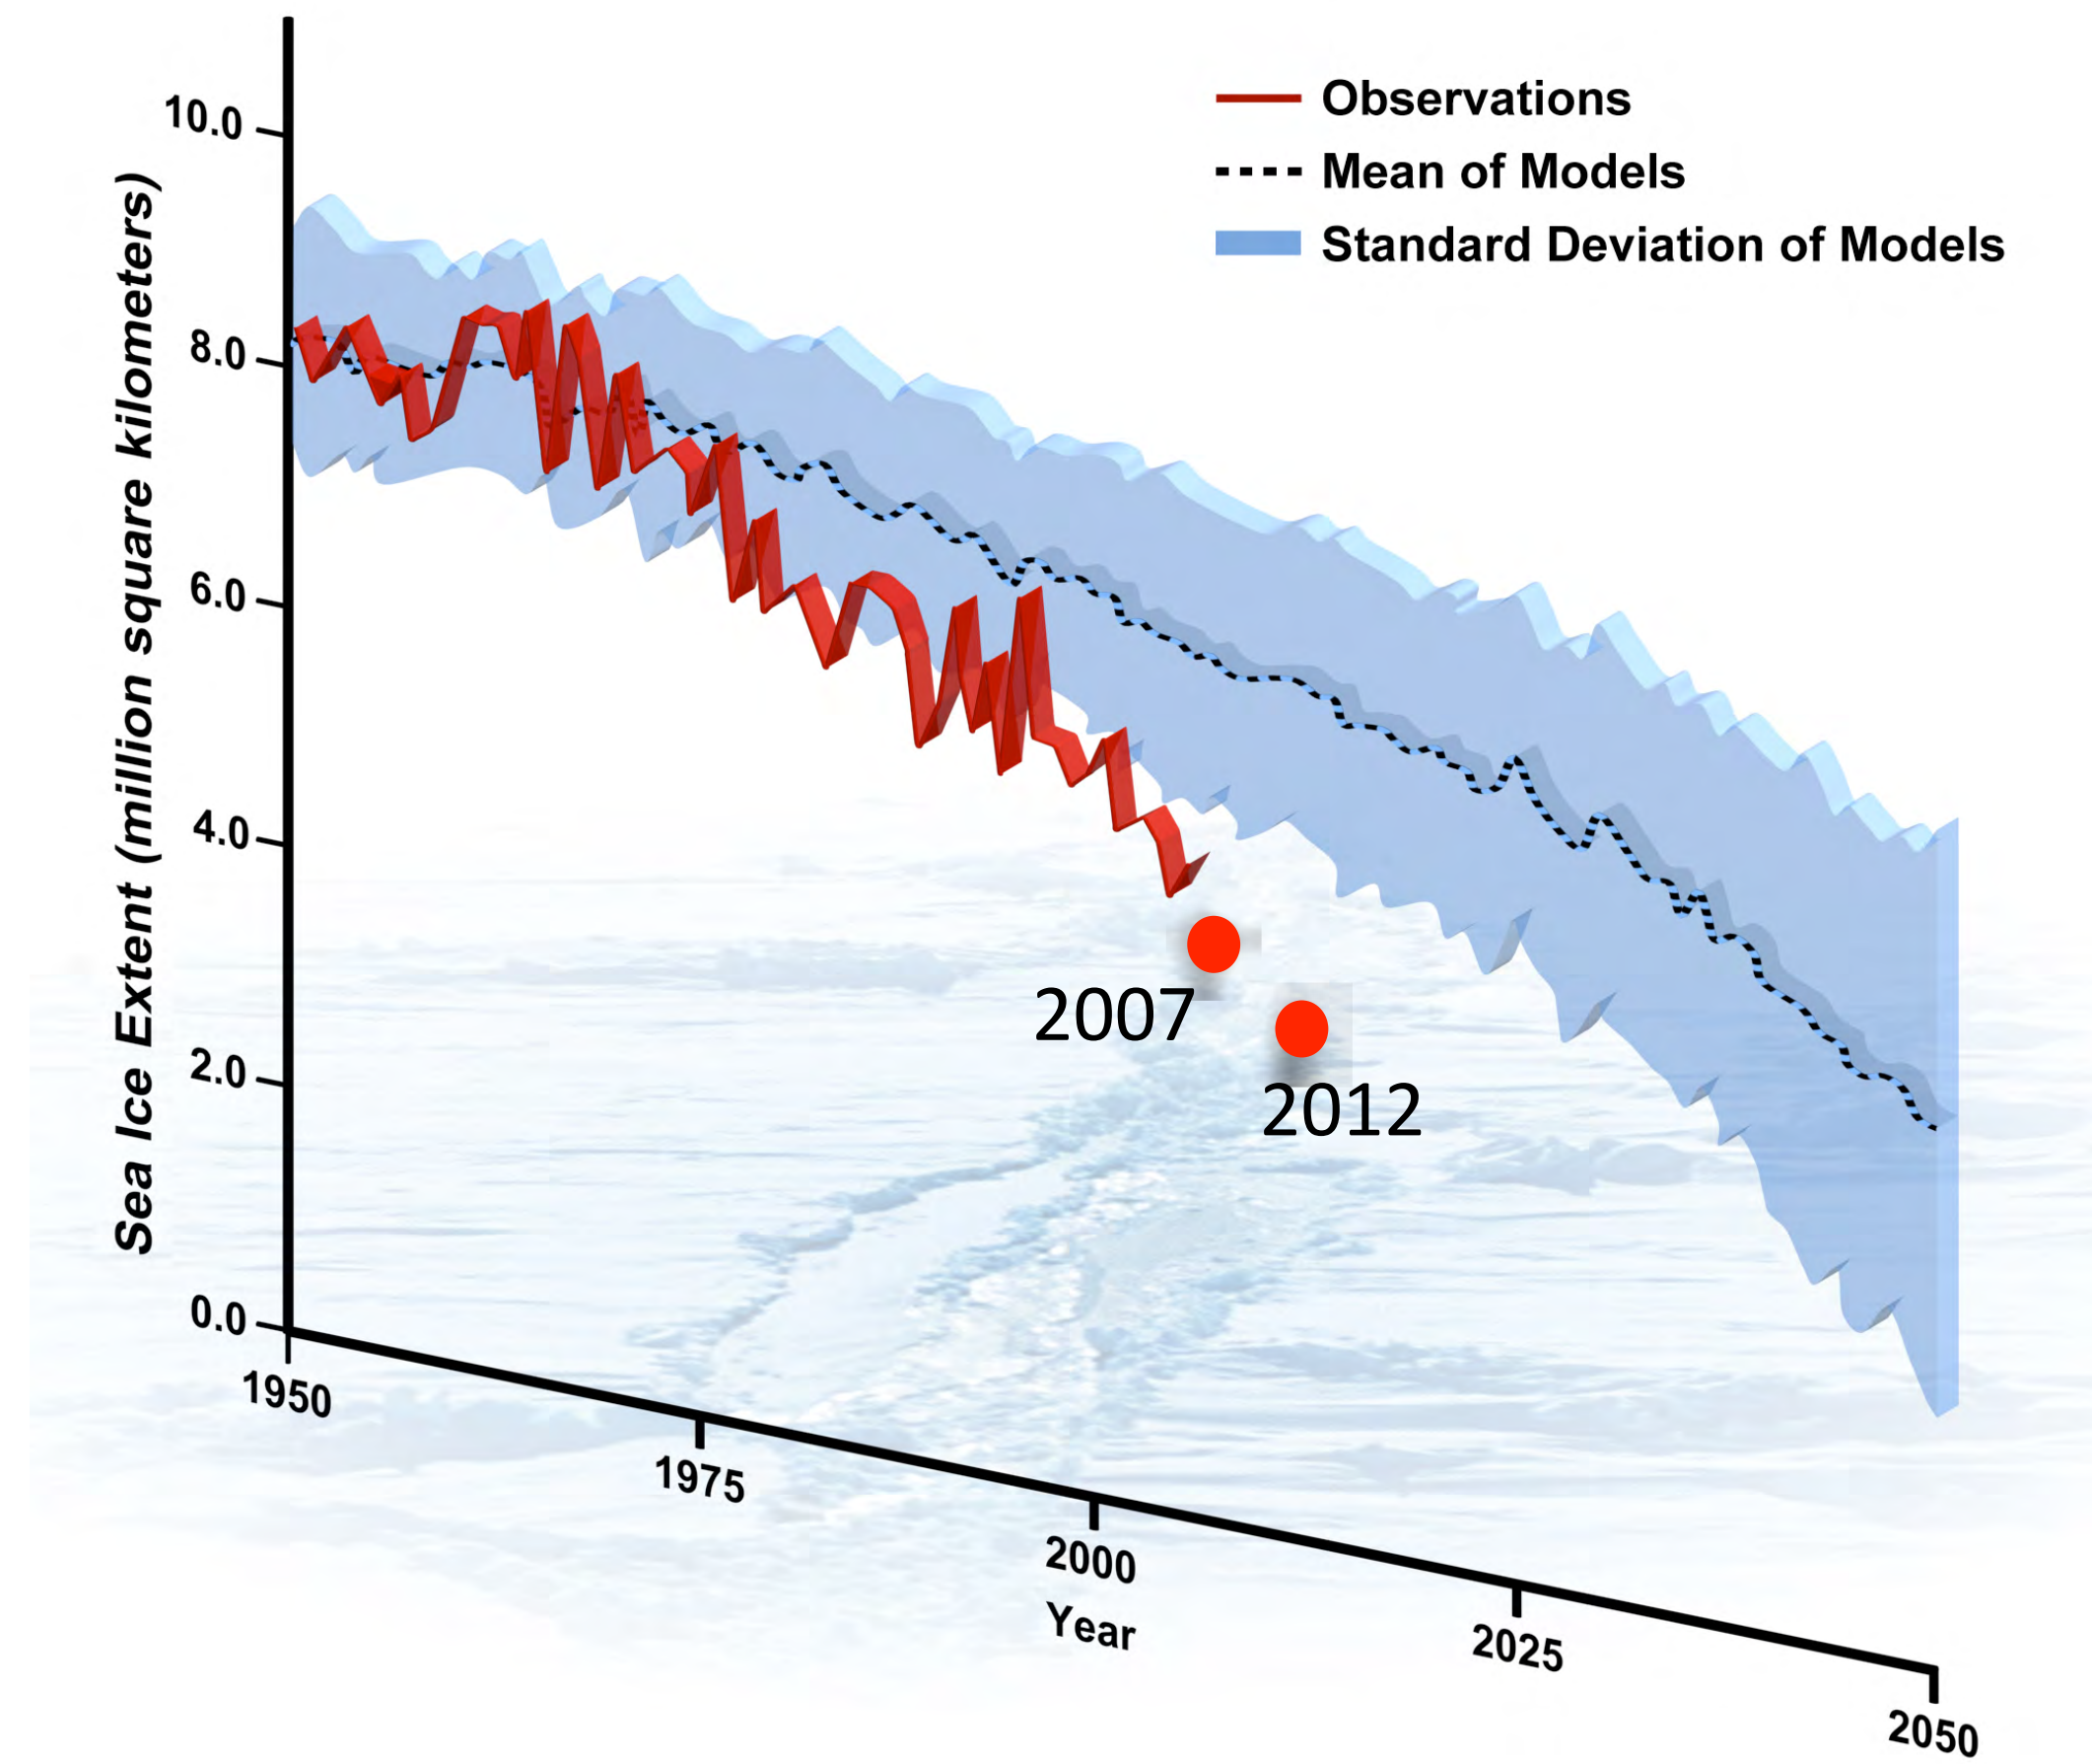 Observations
Mean of Models
Standard Deviation of Models
Sea Ice Extent (million square kilometers)
10.0
8.0
6.0
4.0
2.0
0.0
2007
2012
1950
1975
2000
2025
2050
Year